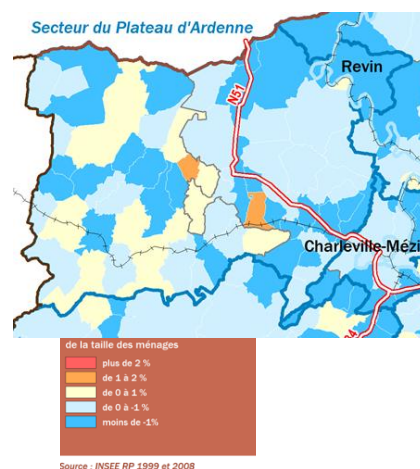 Secteur du Plateau d'Ardenne
Revin
N51
Charleville-Mézi
de la taille des ménages
plus de 2 %
de 1 à 2 %
de 0 à 1 %
de 0 à -1 %
moins de -1%
Source : INSEE RP 1999 et 2008